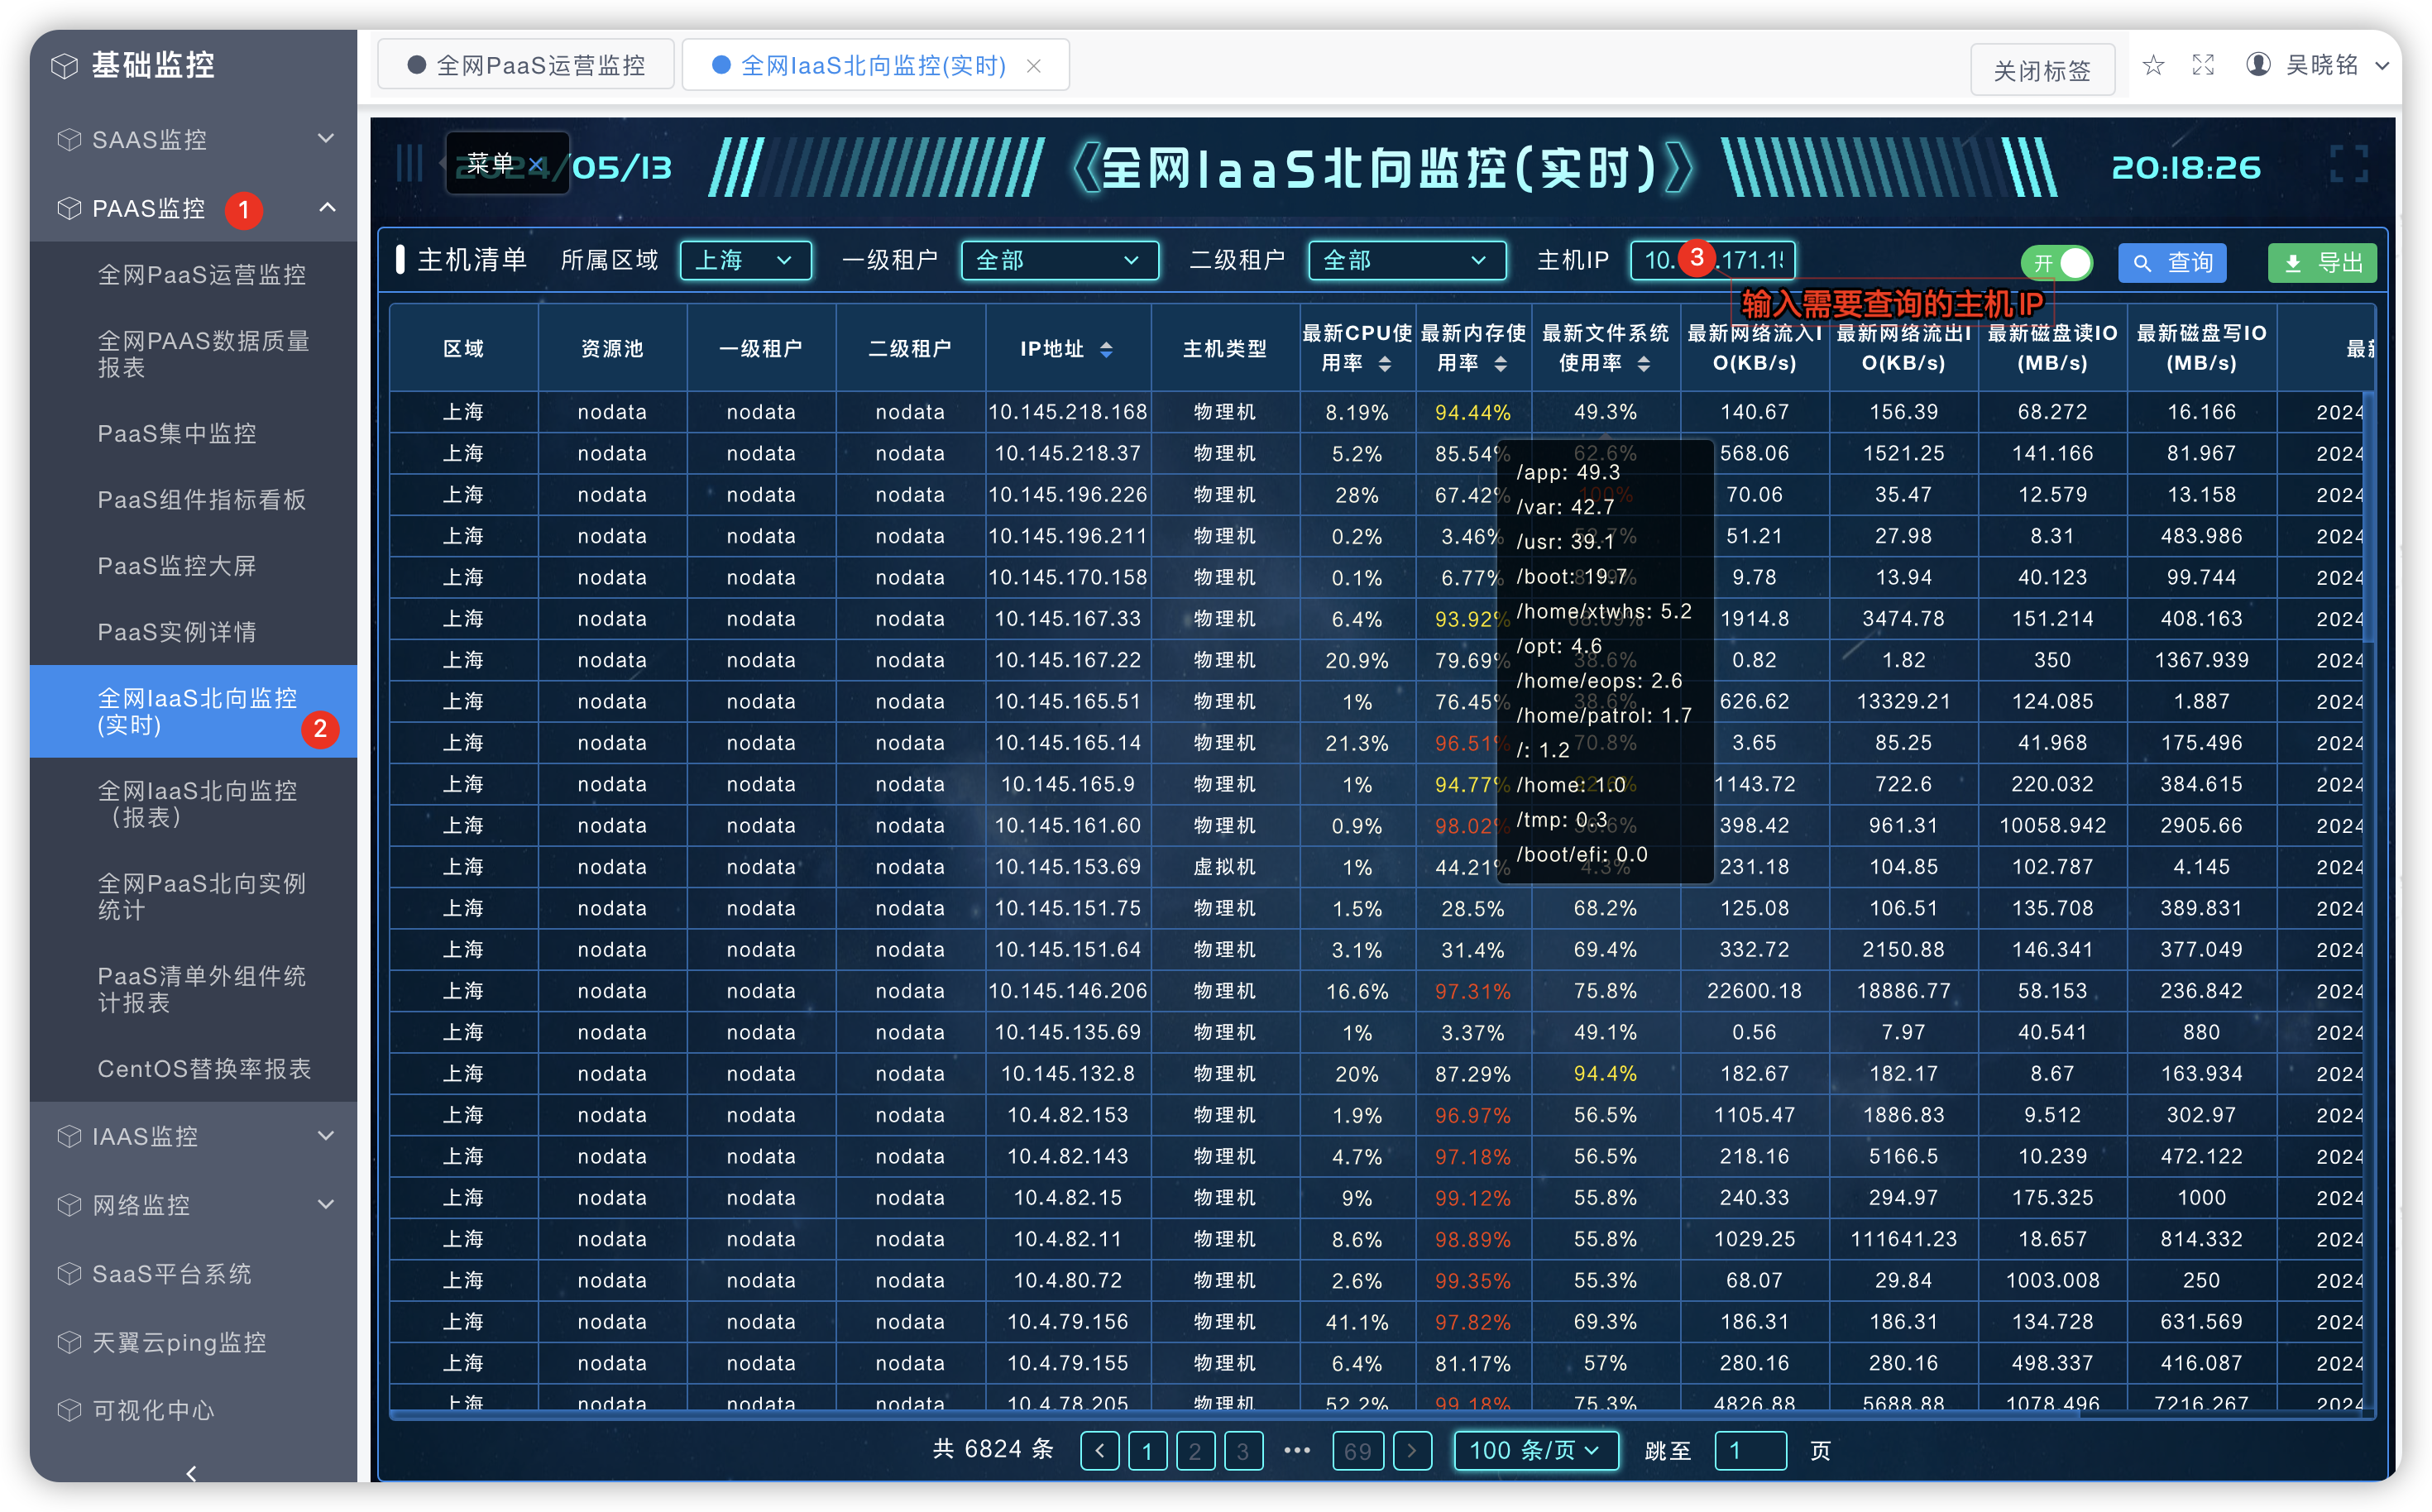 基础监控
SAAS监控
PAAS监控 1
全网PaaS运营监控
全网PAAS数据质量
报表
PaaS集中监控
PaaS组件指标看板
PaaS监控大屏
PaaS实例详情
全网IaaS北向监控
(实时) 2
全网IaaS北向监控
（报表）
全网PaaS北向实例
统计
PaaS清单外组件统
计报表
CentOS替换率报表
IAAS监控
网络监控
SaaS平台系统
天翼云ping监控
可视化中心
全网PaaS运营监控 全网IaaS北向监控(实时) 关闭标签 吴晓铭
菜单 2024/05/13 《全网IaaS北向监控(实时)》 20:18:26
主机清单 所属区域 上海 一级租户 全部 二级租户 全部 主机IP 10. 3 .171.1 开 查询 导出
输入需要查询的主机 IP
区域 资源池 一级租户 二级租户 IP地址 主机类型 最新CPU使用率 最新内存使用率 最新文件系统使用率 最新网络流入IO(KB/s) 最新网络流出IO(KB/s) 最新磁盘读IO(MB/s) 最新磁盘写IO(MB/s) 最新
上海 nodata nodata nodata 10.145.218.168 物理机 8.19% 94.44% 49.3% 140.67 156.39 68.272 16.166 2024
上海 nodata nodata nodata 10.145.218.37 物理机 5.2% 85.54% 62.6% 568.06 1521.25 141.166 81.967 2024
上海 nodata nodata nodata 10.145.196.226 物理机 28% 67.42% 100% 70.06 35.47 12.579 13.158 2024
上海 nodata nodata nodata 10.145.196.211 物理机 0.2% 3.46% 51.21 27.98 8.31 483.986 2024
上海 nodata nodata nodata 10.145.170.158 物理机 0.1% 6.77% 9.78 13.94 40.123 99.744 2024
上海 nodata nodata nodata 10.145.167.33 物理机 6.4% 93.92% 1914.8 3474.78 151.214 408.163 2024
上海 nodata nodata nodata 10.145.167.22 物理机 20.9% 79.69% 38.6% 0.82 1.82 350 1367.939 2024
上海 nodata nodata nodata 10.145.165.51 物理机 1% 76.45% 38.6% 626.62 13329.21 124.085 1.887 2024
上海 nodata nodata nodata 10.145.165.14 物理机 21.3% 96.51% 70.8% 3.65 85.25 41.968 175.496 2024
上海 nodata nodata nodata 10.145.165.9 物理机 1% 94.77% 1143.72 722.6 220.032 384.615 2024
上海 nodata nodata nodata 10.145.161.60 物理机 0.9% 98.02% 398.42 961.31 10058.942 2905.66 2024
上海 nodata nodata nodata 10.145.153.69 虚拟机 1% 44.21% 4.3% 231.18 104.85 102.787 4.145 2024
上海 nodata nodata nodata 10.145.151.75 物理机 1.5% 28.5% 68.2% 125.08 106.51 135.708 389.831 2024
上海 nodata nodata nodata 10.145.151.64 物理机 3.1% 31.4% 69.4% 332.72 2150.88 146.341 377.049 2024
上海 nodata nodata nodata 10.145.146.206 物理机 16.6% 97.31% 75.8% 22600.18 18886.77 58.153 236.842 2024
上海 nodata nodata nodata 10.145.135.69 物理机 1% 3.37% 49.1% 0.56 7.97 40.541 880 2024
上海 nodata nodata nodata 10.145.132.8 物理机 20% 87.29% 94.4% 182.67 182.17 8.67 163.934 2024
上海 nodata nodata nodata 10.4.82.153 物理机 1.9% 96.97% 56.5% 1105.47 1886.83 9.512 302.97 2024
上海 nodata nodata nodata 10.4.82.143 物理机 4.7% 97.18% 56.5% 218.16 5166.5 10.239 472.122 2024
上海 nodata nodata nodata 10.4.82.15 物理机 9% 99.12% 55.8% 240.33 294.97 175.325 1000 2024
上海 nodata nodata nodata 10.4.82.11 物理机 8.6% 98.89% 55.8% 1029.25 111641.23 18.657 814.332 2024
上海 nodata nodata nodata 10.4.80.72 物理机 2.6% 99.35% 55.3% 68.07 29.84 1003.008 250 2024
上海 nodata nodata nodata 10.4.79.156 物理机 41.1% 97.82% 69.3% 186.31 186.31 134.728 631.569 2024
上海 nodata nodata nodata 10.4.79.155 物理机 6.4% 81.17% 57% 280.16 280.16 498.337 416.087 2024
上海 nodata nodata nodata 10.4.78.205 物理机 52.2% 99.18% 75.3% 4826.88 5688.88 1078.496 7216.267 2024
/app: 49.3
/var: 42.7
/usr: 39.1
/boot: 19.7
/home/xtwhs: 5.2
/opt: 4.6
/home/eops: 2.6
/home/patrol: 1.7
/: 1.2
/home: 1.0
/tmp: 0.3
/boot/efi: 0.0
共 6824 条 1 2 3 ••• 69 100 条/页 跳至 1 页